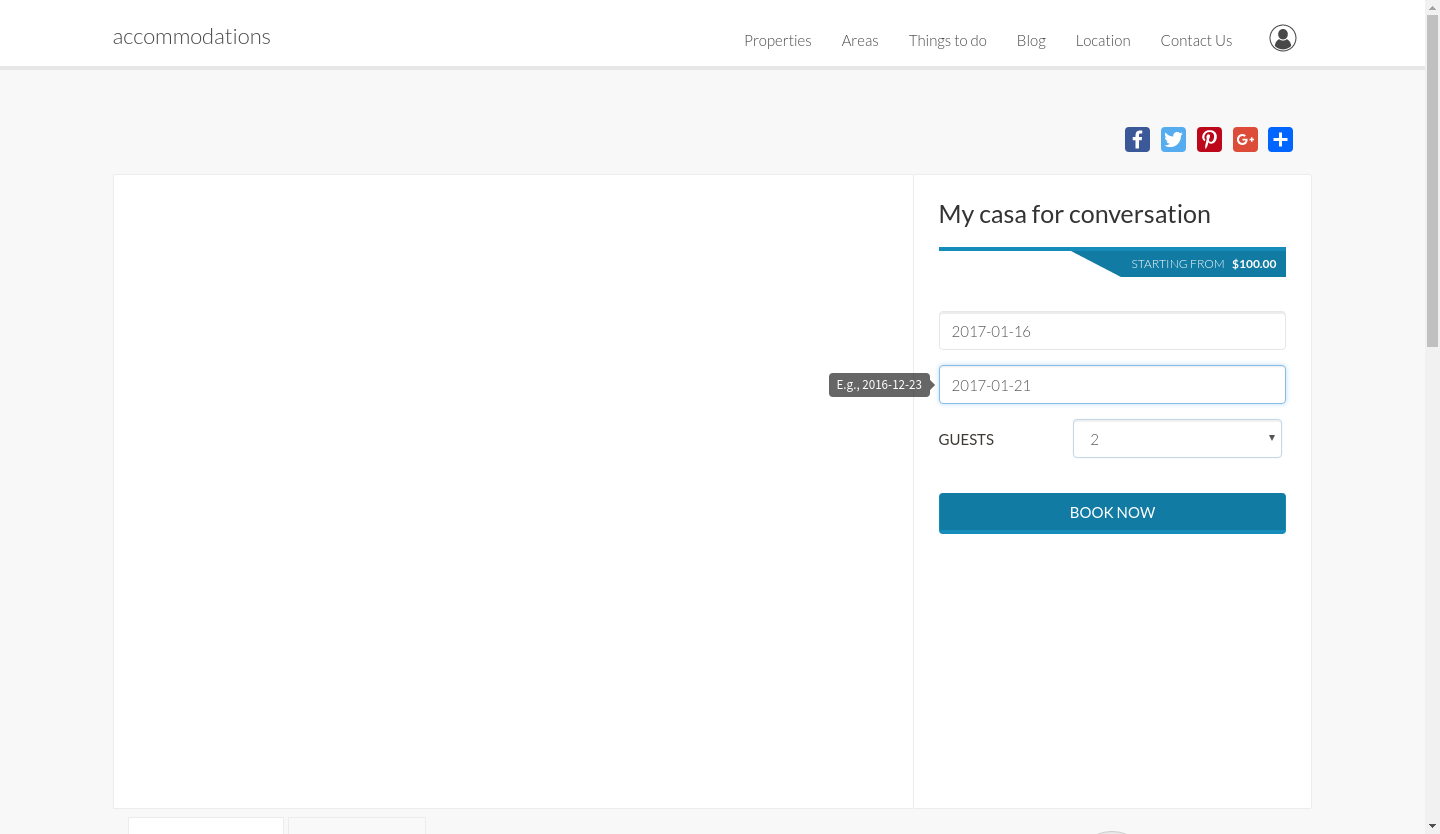 accommodations
Properties Areas Things to do Blog Location Contact Us
My casa for conversation
STARTING FROM $100.00
2017-01-16
E.g., 2016-12-23
2017-01-21
GUESTS 2
BOOK NOW